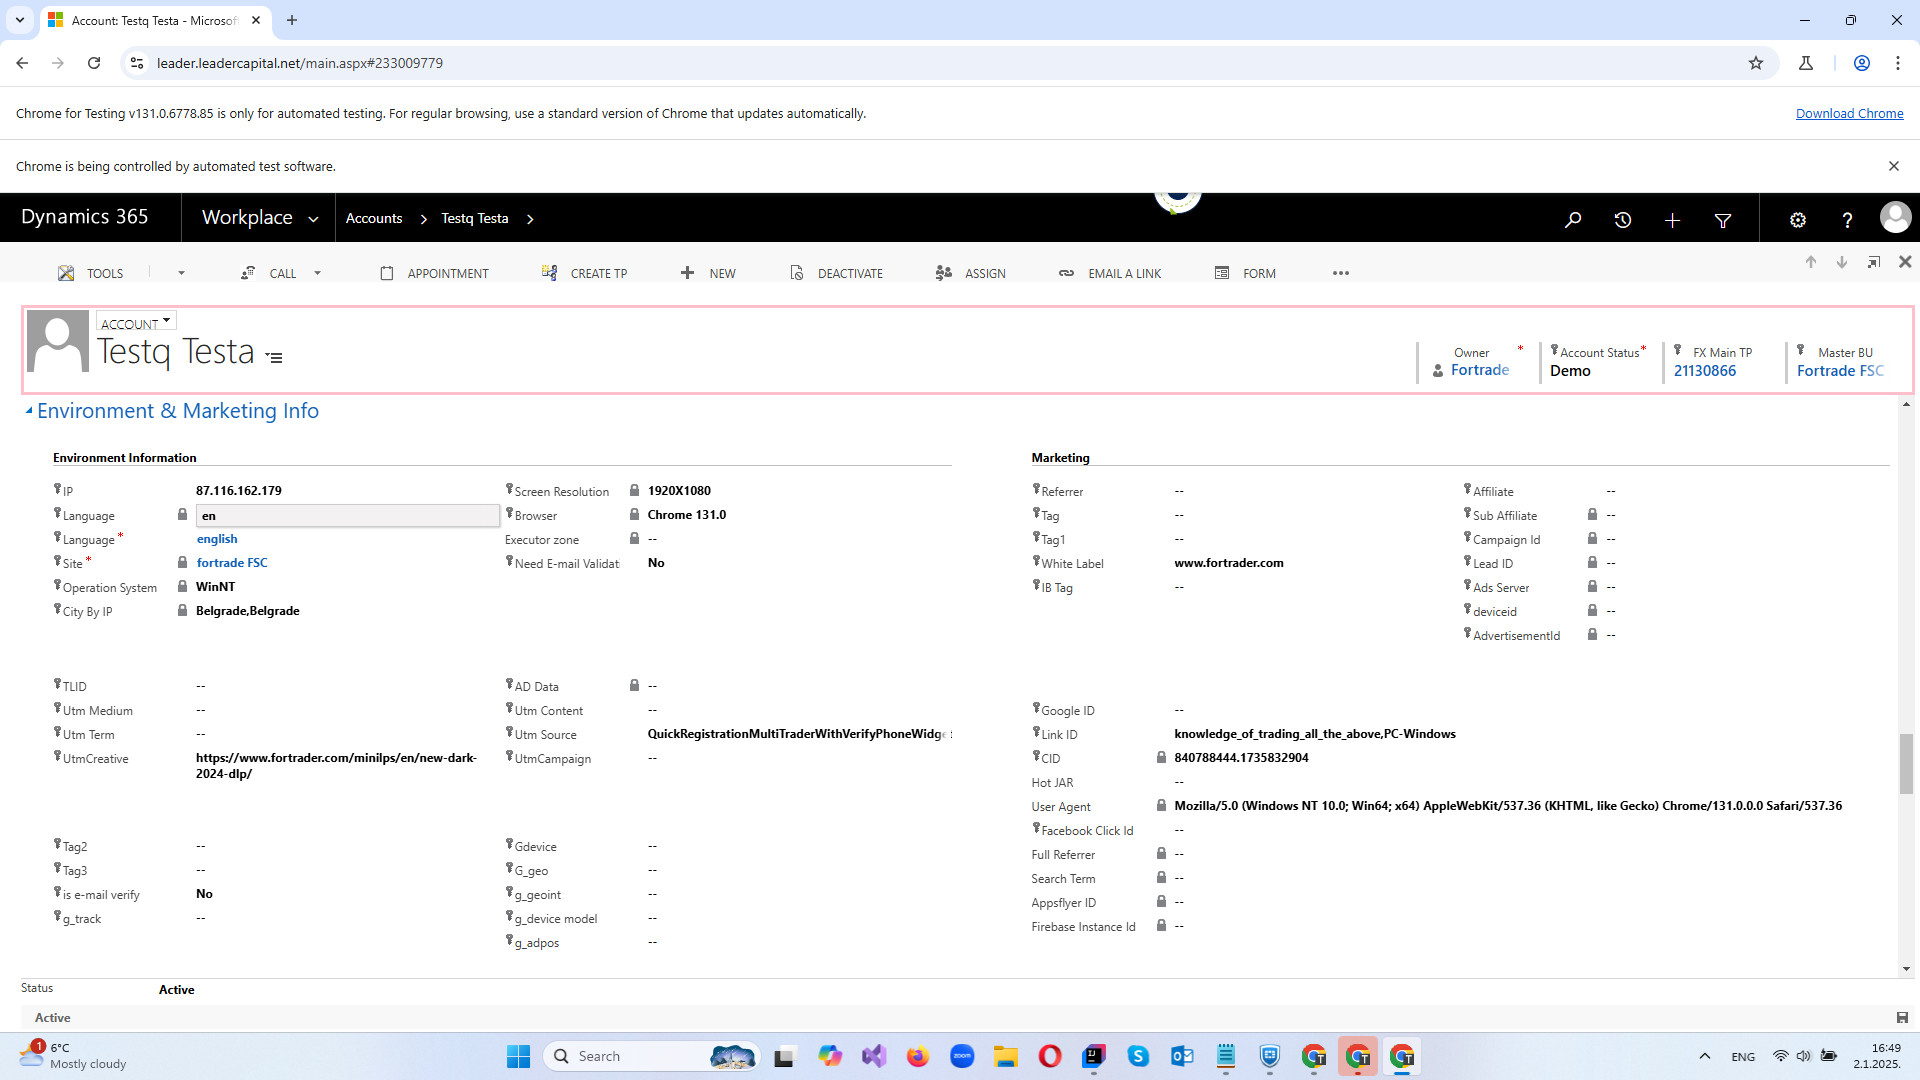 Account: Testq Testa - Microsof
leader.leadercapital.net/main.aspx#233009779
Chrome for Testing v131.0.6778.85 is only for automated testing. For regular browsing, use a standard version of Chrome that updates automatically.
Download Chrome
Chrome is being controlled by automated test software.
Dynamics 365
Workplace
Accounts
Testq Testa
TOOLS
CALL
APPOINTMENT
CREATE TP
NEW
DEACTIVATE
ASSIGN
EMAIL A LINK
FORM
ACCOUNT
Testq Testa
Owner *
Fortrade
Account Status *
Demo
FX Main TP
21130866
Master BU
Fortrade FSC
Environment & Marketing Info
Environment Information
IP 87.116.162.179
Language en
Language * english
Site * fortrade FSC
Operation System WinNT
City By IP Belgrade,Belgrade
Screen Resolution 1920X1080
Browser Chrome 131.0
Executor zone --
Need E-mail Validat No
Marketing
Referrer --
Tag --
Tag1 --
White Label www.fortrader.com
IB Tag --
Affiliate --
Sub Affiliate --
Campaign Id --
Lead ID --
Ads Server --
deviceid --
AdvertisementId --
TLID --
Utm Medium --
Utm Term --
UtmCreative https://www.fortrader.com/minilps/en/new-dark-
2024-dlp/
AD Data --
Utm Content --
Utm Source QuickRegistrationMultiTraderWithVerifyPhoneWidge
UtmCampaign --
Google ID --
Link ID knowledge_of_trading_all_the_above,PC-Windows
CID 840788444.1735832904
Hot JAR --
User Agent Mozilla/5.0 (Windows NT 10.0; Win64; x64) AppleWebKit/537.36 (KHTML, like Gecko) Chrome/131.0.0.0 Safari/537.36
Facebook Click Id --
Full Referrer --
Search Term --
Appsflyer ID --
Firebase Instance Id --
Tag2 --
Tag3 --
is e-mail verify No
g_track --
Gdevice --
G_geo --
g_geoint --
g_device model --
g_adpos --
Status Active
Active
1
6°C
Mostly cloudy
Search
zoom
ENG
16:49
2.1.2025.